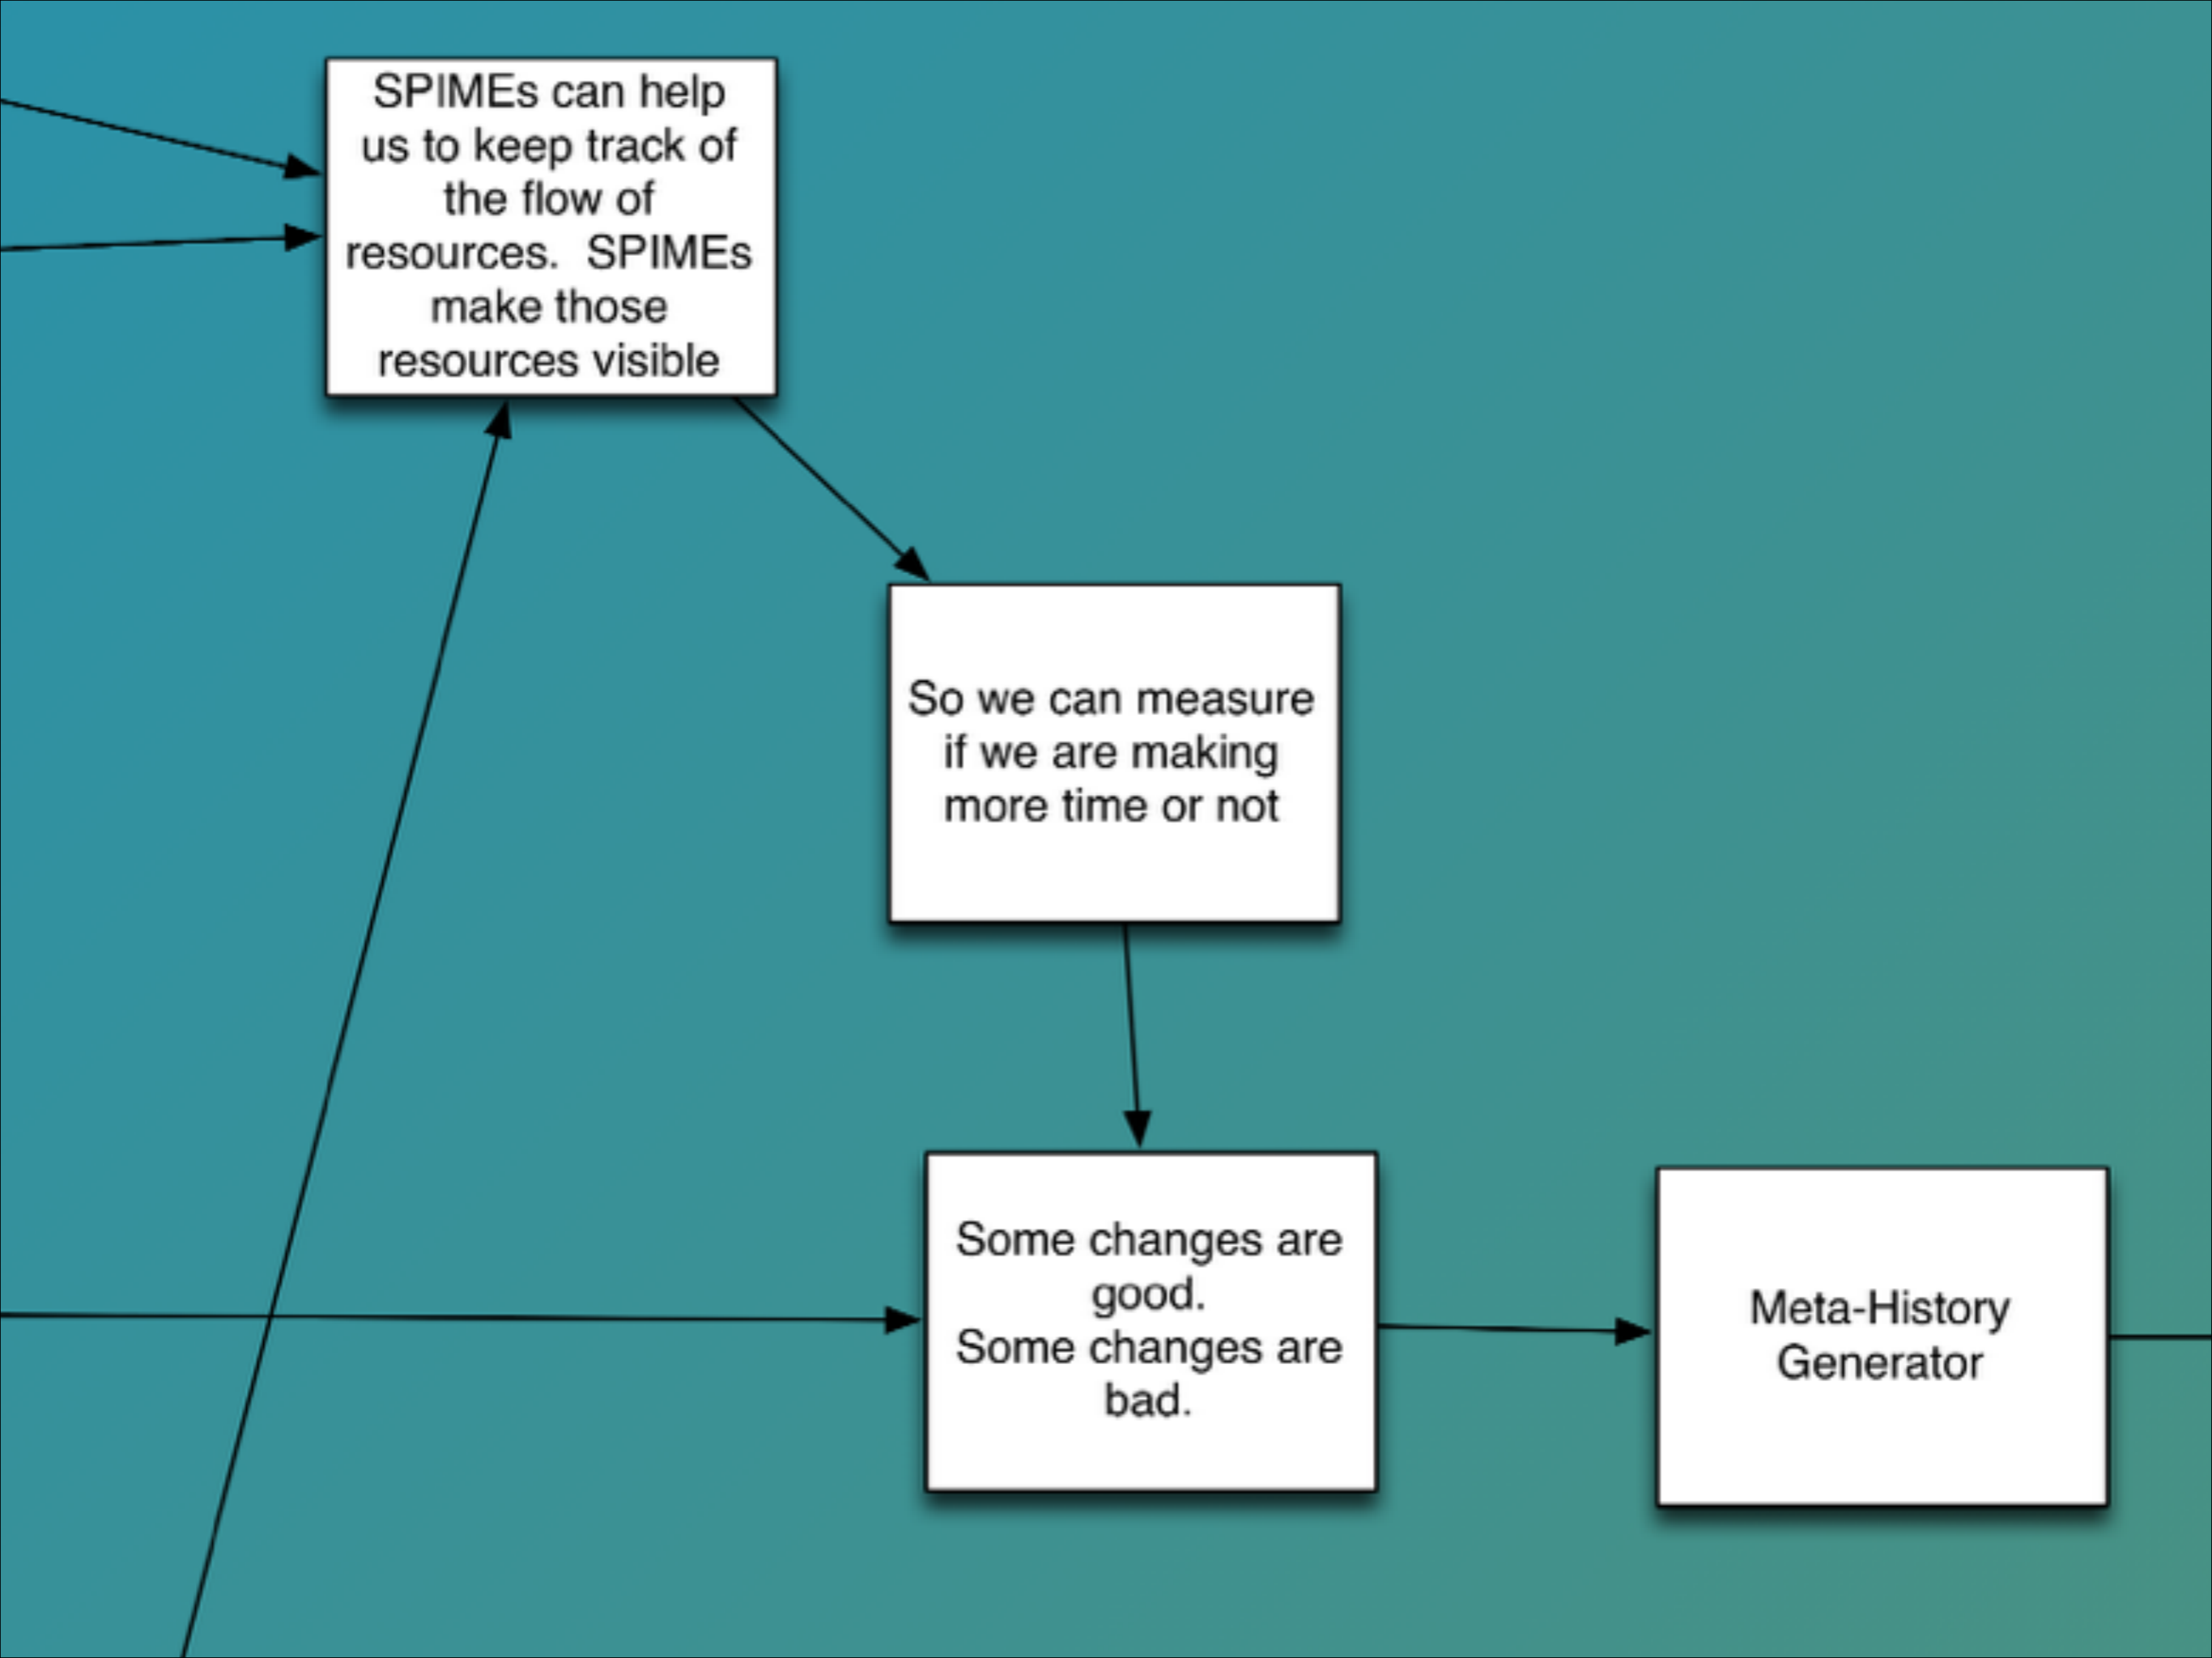 SPIMEs can help
us to keep track of
the flow of
resources.  SPIMEs
make those
resources visible
So we can measure
if we are making
more time or not
Some changes are
good.
Some changes are
bad.
Meta-History
Generator